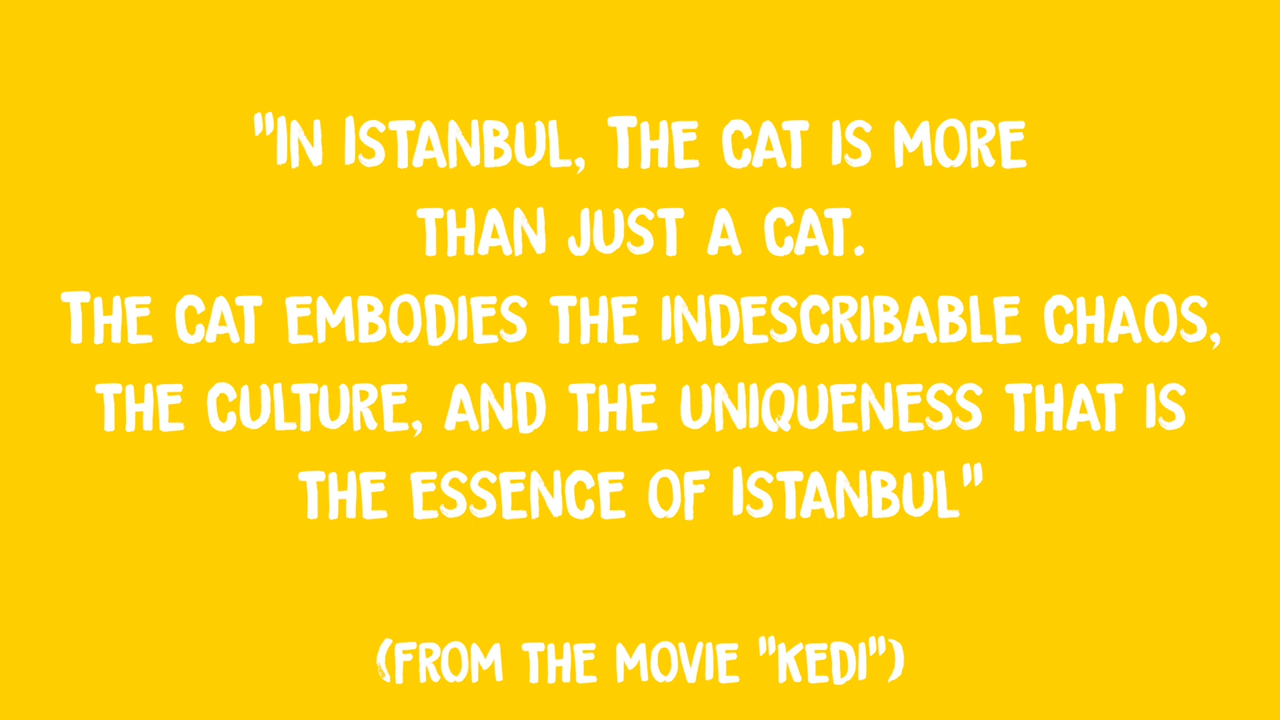 "In Istanbul, The cat is more
than just a cat.
The cat embodies the indescribable chaos,
the culture, and the uniqueness that is
the essence of Istanbul"
(from the movie "Kedi")